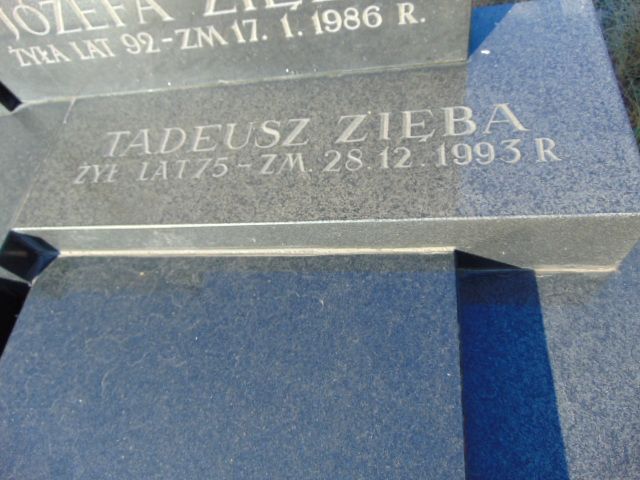 JÓZEFA
ŻYŁA LAT 92-ZM 17. 1. 1986 R.
TADEUSZ ZIĘBA
ŻYŁ LAT 75-ZM. 28.12.1993 R